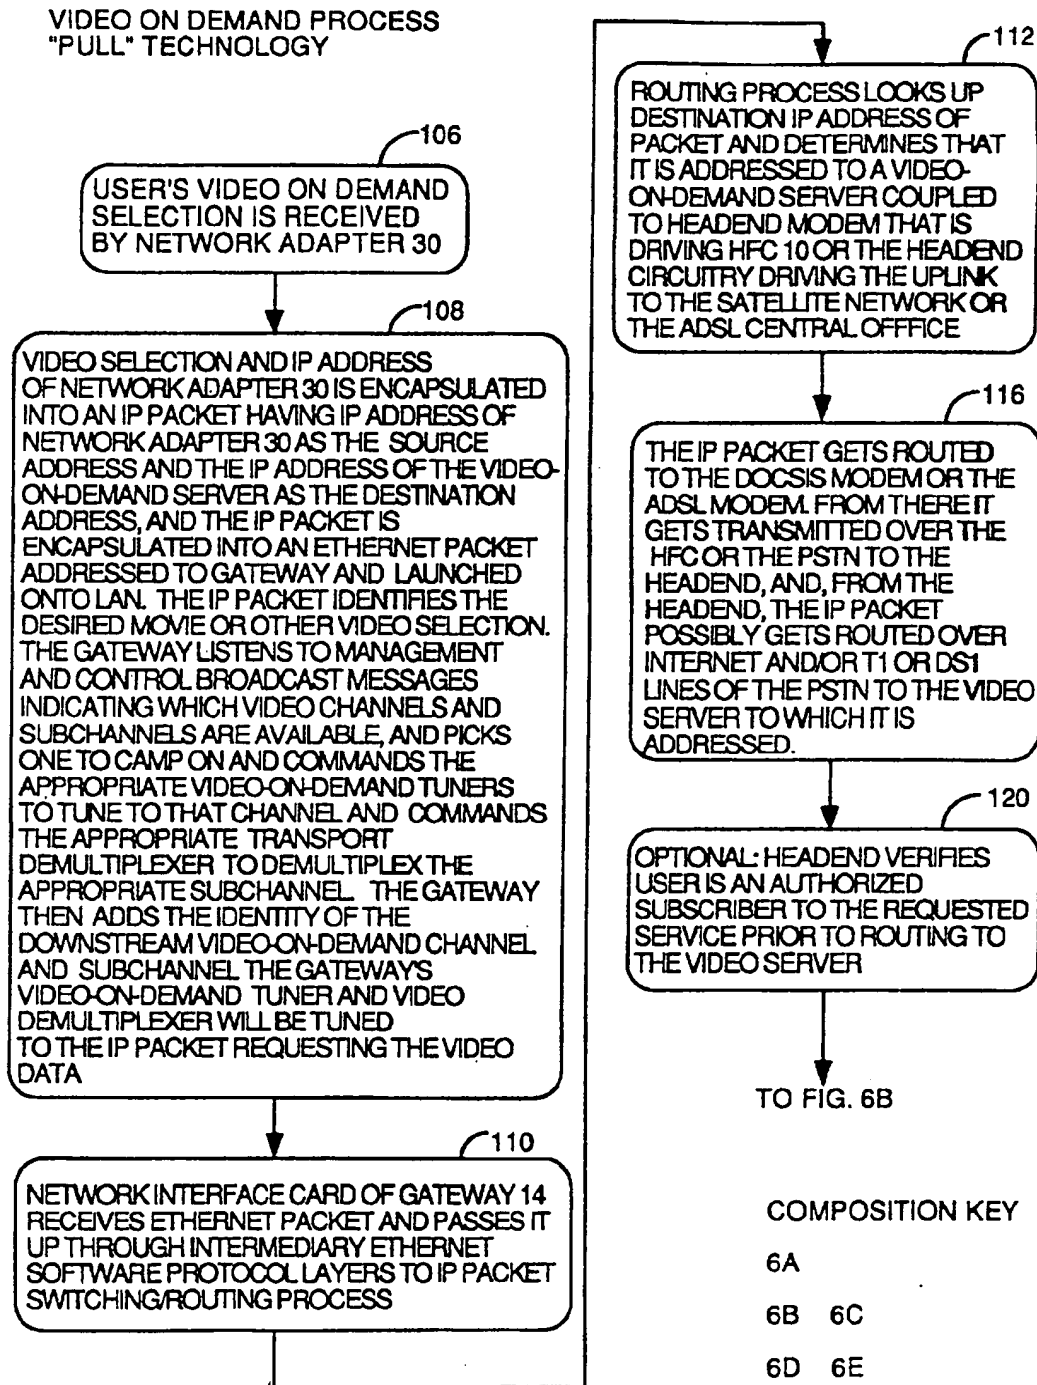 VIDEO ON DEMAND PROCESS
"PULL" TECHNOLOGY
106
USER'S VIDEO ON DEMAND
SELECTION IS RECEIVED
BY NETWORK ADAPTER 30
108
VIDEO SELECTION AND IP ADDRESS
OF NETWORK ADAPTER 30 IS ENCAPSULATED
INTO AN IP PACKET HAVING IP ADDRESS OF
NETWORK ADAPTER 30 AS THE SOURCE
ADDRESS AND THE IP ADDRESS OF THE VIDEO-
ON-DEMAND SERVER AS THE DESTINATION
ADDRESS, AND THE IP PACKET IS
ENCAPSULATED INTO AN ETHERNET PACKET
ADDRESSED TO GATEWAY AND LAUNCHED
ONTO LAN. THE IP PACKET IDENTIFIES THE
DESIRED MOVIE OR OTHER VIDEO SELECTION.
THE GATEWAY LISTENS TO MANAGEMENT
AND CONTROL BROADCAST MESSAGES
INDICATING WHICH VIDEO CHANNELS AND
SUBCHANNELS ARE AVAILABLE, AND PICKS
ONE TO CAMP ON AND COMMANDS THE
APPROPRIATE VIDEO-ON-DEMAND TUNERS
TO TUNE TO THAT CHANNEL AND COMMANDS
THE APPROPRIATE TRANSPORT
DEMULTIPLEXER TO DEMULTIPLEX THE
APPROPRIATE SUBCHANNEL. THE GATEWAY
THEN ADDS THE IDENTITY OF THE
DOWNSTREAM VIDEO-ON-DEMAND CHANNEL
AND SUBCHANNEL THE GATEWAY'S
VIDEO-ON-DEMAND TUNER AND VIDEO
DEMULTIPLEXER WILL BE TUNED
TO THE IP PACKET REQUESTING THE VIDEO
DATA
110
NETWORK INTERFACE CARD OF GATEWAY 14
RECEIVES ETHERNET PACKET AND PASSES IT
UP THROUGH INTERMEDIARY ETHERNET
SOFTWARE PROTOCOL LAYERS TO IP PACKET
SWITCHING/ROUTING PROCESS
112
ROUTING PROCESS LOOKS UP
DESTINATION IP ADDRESS OF
PACKET AND DETERMINES THAT
IT IS ADDRESSED TO A VIDEO-
ON-DEMAND SERVER COUPLED
TO HEADEND MODEM THAT IS
DRIVING HFC 10 OR THE HEADEND
CIRCUITRY DRIVING THE UPLINK
TO THE SATELLITE NETWORK OR
THE ADSL CENTRAL OFFFICE
116
THE IP PACKET GETS ROUTED
TO THE DOCSIS MODEM OR THE
ADSL MODEM. FROM THERE IT
GETS TRANSMITTED OVER THE
HFC OR THE PSTN TO THE
HEADEND, AND, FROM THE
HEADEND, THE IP PACKET
POSSIBLY GETS ROUTED OVER
INTERNET AND/OR T1 OR DS1
LINES OF THE PSTN TO THE VIDEO
SERVER TO WHICH IT IS
ADDRESSED.
120
OPTIONAL: HEADEND VERIFIES
USER IS AN AUTHORIZED
SUBSCRIBER TO THE REQUESTED
SERVICE PRIOR TO ROUTING TO
THE VIDEO SERVER
TO FIG. 6B
COMPOSITION KEY
6A
6B 6C
6D 6E